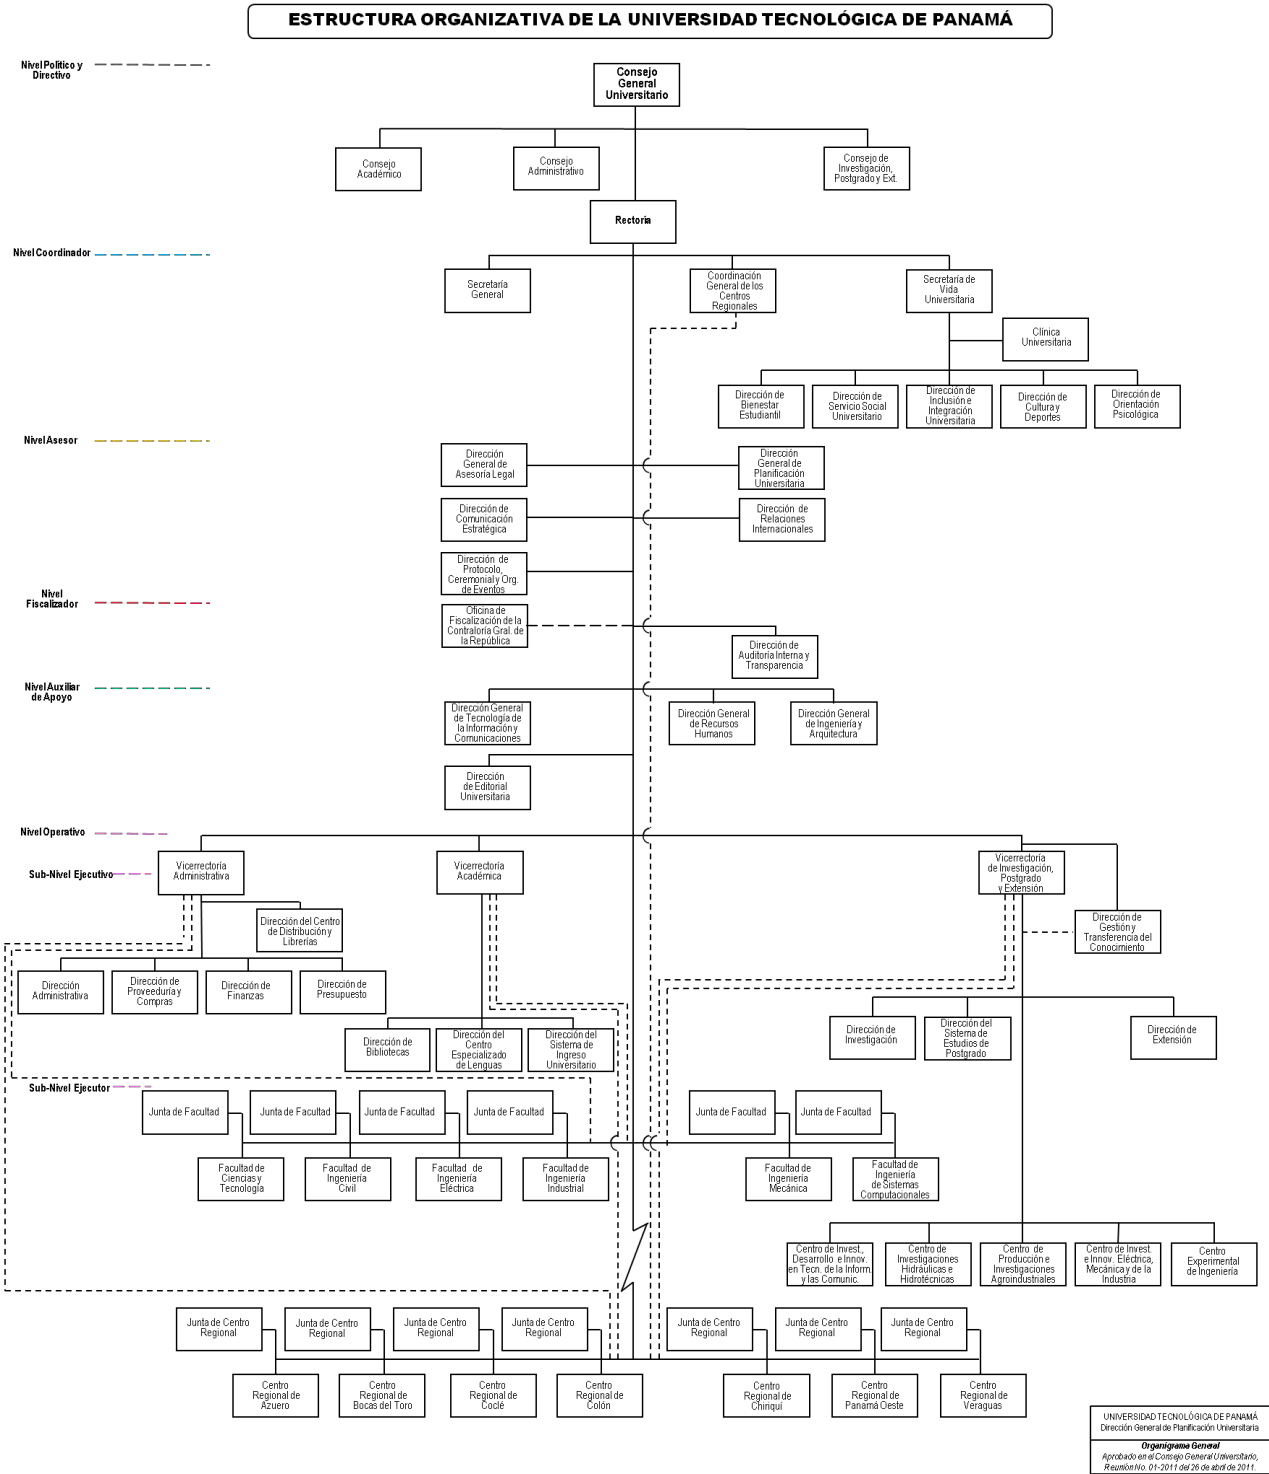 ESTRUCTURA ORGANIZATIVA DE LA UNIVERSIDAD TECNOLÓGICA DE PANAMÁ
Nivel Político y
Directivo
Consejo
General
Universitario
Consejo
Académico
Consejo
Administrativo
Consejo de
Investigación,
Postgrado y Ext.
Rectoría
Nivel Coordinador
Secretaría
General
Coordinación
General de los
Centros
Regionales
Secretaría de
Vida
Universitaria
Clínica
Universitaria
Dirección de
Bienestar
Estudiantil
Dirección de
Servicio Social
Universitario
Dirección de
Inclusión e
Integración
Universitaria
Dirección de
Cultura y
Deportes
Dirección de
Orientación
Psicológica
Nivel Asesor
Dirección
General de
Asesoría Legal
Dirección
General de
Planificación
Universitaria
Dirección de
Comunicación
Estratégica
Dirección de
Relaciones
Internacionales
Dirección de
Protocolo,
Ceremonial y Org.
de Eventos
Nivel
Fiscalizador
Oficina de
Fiscalización de la
Contraloría Gral. de
la República
Dirección de
Auditoría Interna y
Transparencia
Nivel Auxiliar
de Apoyo
Dirección General
de Tecnología de
la Información y
Comunicaciones
Dirección General
de Recursos
Humanos
Dirección General
de Ingeniería y
Arquitectura
Dirección
de Editorial
Universitaria
Nivel Operativo
Sub-Nivel Ejecutivo
Vicerrectoría
Administrativa
Vicerrectoría
Académica
Vicerrectoría
de Investigación,
Postgrado
y Extensión
Dirección del Centro
de Distribución y
Librerías
Dirección de
Gestión y
Transferencia del
Conocimiento
Dirección
Administrativa
Dirección de
Proveeduría y
Compras
Dirección de
Finanzas
Dirección de
Presupuesto
Dirección de
Bibliotecas
Dirección del
Centro
Especializado
de Lenguas
Dirección del
Sistema de
Ingreso
Universitario
Dirección de
Investigación
Dirección del
Sistema de
Estudios de
Postgrado
Dirección de
Extensión
Sub-Nivel Ejecutor
Junta de Facultad
Junta de Facultad
Junta de Facultad
Junta de Facultad
Junta de Facultad
Junta de Facultad
Facultad de
Ciencias y
Tecnología
Facultad de
Ingeniería
Civil
Facultad de
Ingeniería
Eléctrica
Facultad de
Ingeniería
Industrial
Facultad de
Ingeniería
Mecánica
Facultad de
Ingeniería
de Sistemas
Computacionales
Centro de Invest.,
Desarrollo e Innov.
en Tecn. de la Inform.
y las Comunic.
Centro de
Investigaciones
Hidráulicas e
Hidrotécnicas
Centro de
Producción e
Investigaciones
Agroindustriales
Centro de Invest.
e Innov. Eléctrica,
Mecánica y de la
Industria
Centro
Experimental
de Ingeniería
Junta de Centro
Regional
Junta de Centro
Regional
Junta de Centro
Regional
Junta de Centro
Regional
Junta de Centro
Regional
Junta de Centro
Regional
Junta de Centro
Regional
Centro
Regional de
Azuero
Centro
Regional de
Bocas del Toro
Centro
Regional de
Coclé
Centro
Regional de
Colón
Centro
Regional de
Chiriquí
Centro
Regional de
Panamá Oeste
Centro
Regional de
Veraguas
UNIVERSIDAD TECNOLÓGICA DE PANAMÁ
Dirección General de Planificación Universitaria
Organigrama General
Aprobado en el Consejo General Universitario,
Reunión No. 01-2011 del 26 de abril de 2011.